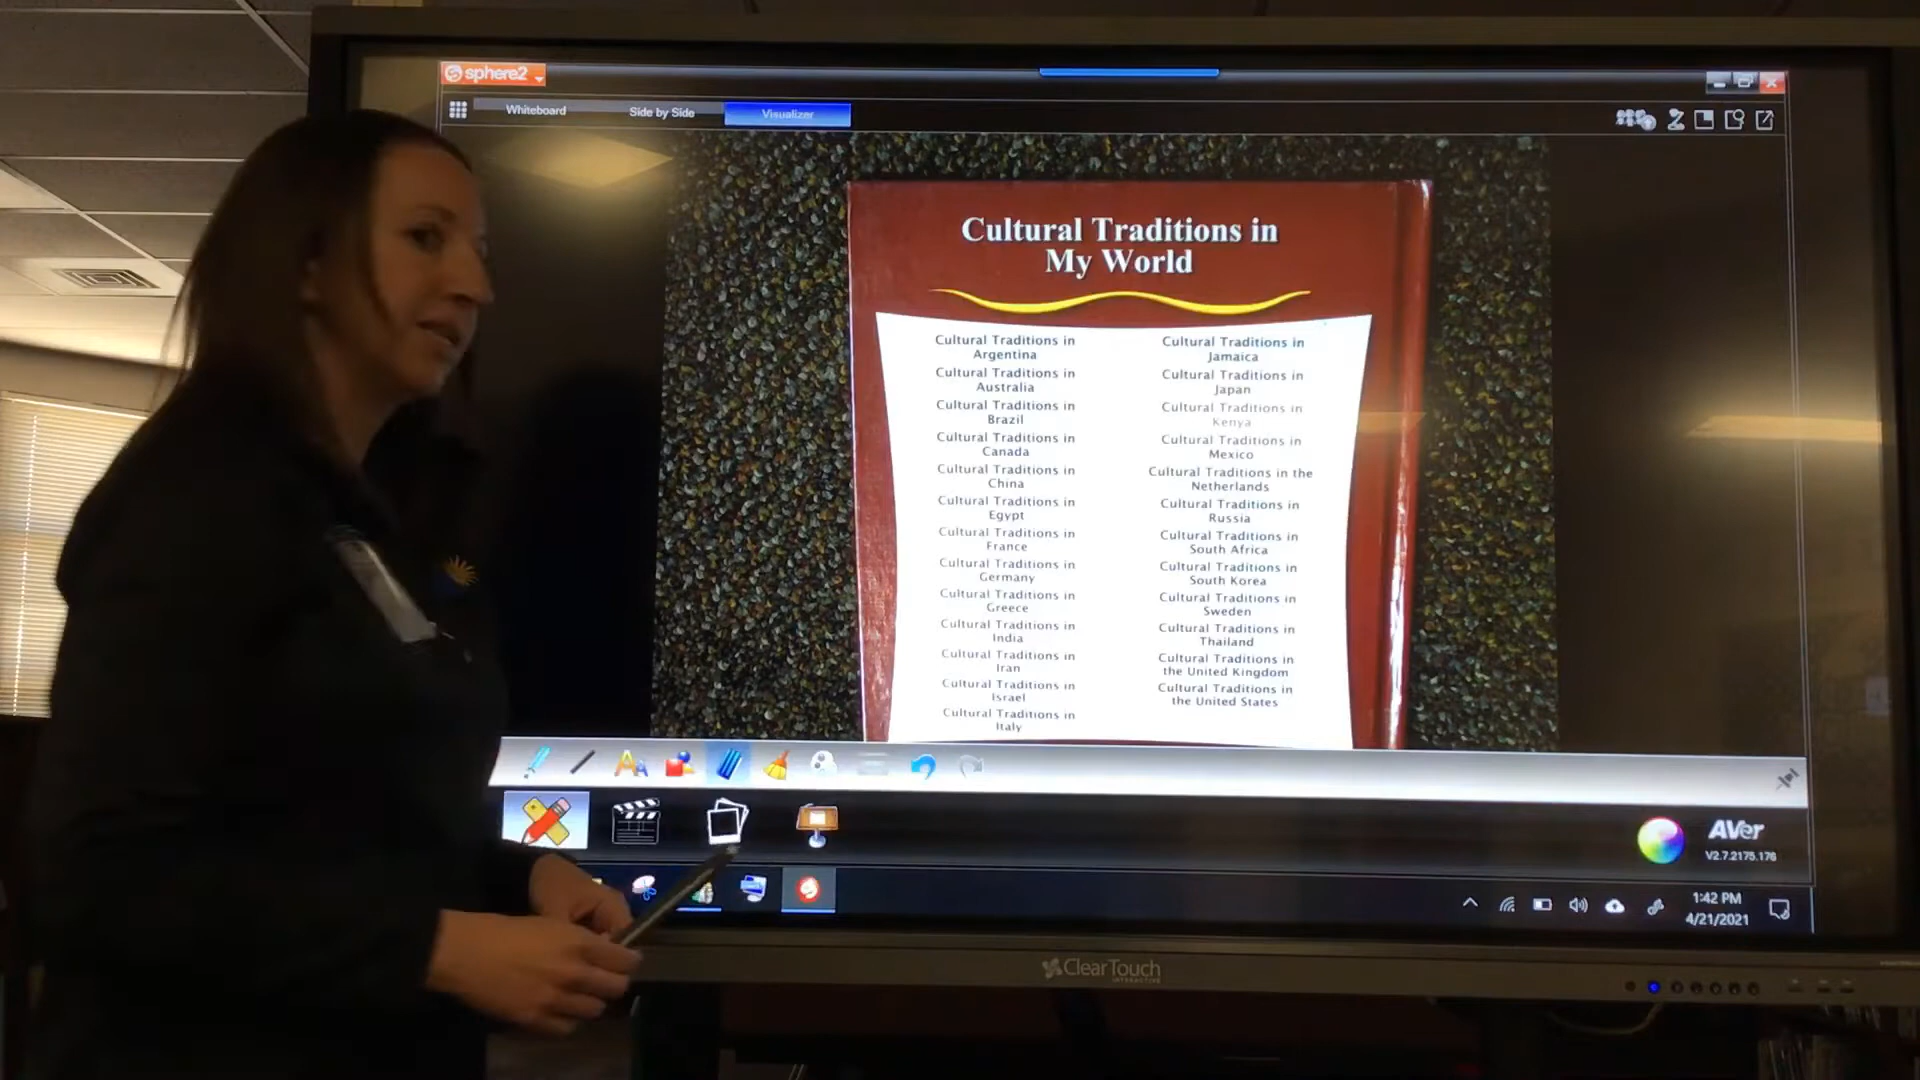 sphere2
Whiteboard
Side by Side
Visualizer
Cultural Traditions in
My World
Cultural Traditions in
Argentina
Cultural Traditions in
Australia
Cultural Traditions in
Brazil
Cultural Traditions in
Canada
Cultural Traditions in
China
Cultural Traditions in
Egypt
Cultural Traditions in
France
Cultural Traditions in
Germany
Cultural Traditions in
Greece
Cultural Traditions in
India
Cultural Traditions in
Iran
Cultural Traditions in
Israel
Cultural Traditions in
Italy
Cultural Traditions in
Jamaica
Cultural Traditions in
Japan
Cultural Traditions in
Kenya
Cultural Traditions in
Mexico
Cultural Traditions in the
Netherlands
Cultural Traditions in
Russia
Cultural Traditions in
South Africa
Cultural Traditions in
South Korea
Cultural Traditions in
Sweden
Cultural Traditions in
Thailand
Cultural Traditions in
the United Kingdom
Cultural Traditions in
the United States
AVer
V2.7.2175.176
1:42 PM
4/21/2021
ClearTouch
INTERACTIVE